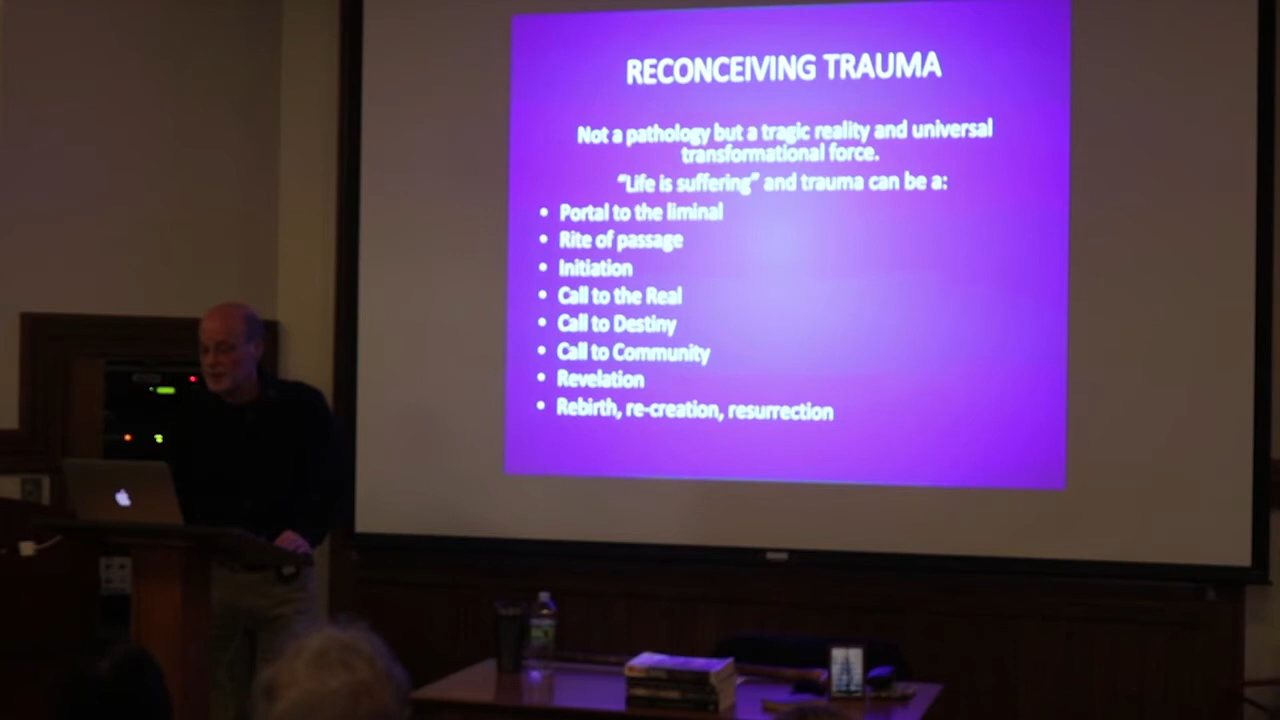 RECONCEIVING TRAUMA
Not a pathology but a tragic reality and universal
transformational force.
“Life is suffering” and trauma can be a:
• Portal to the liminal
• Rite of passage
• Initiation
• Call to the Real
• Call to Destiny
• Call to Community
• Revelation
• Rebirth, re-creation, resurrection